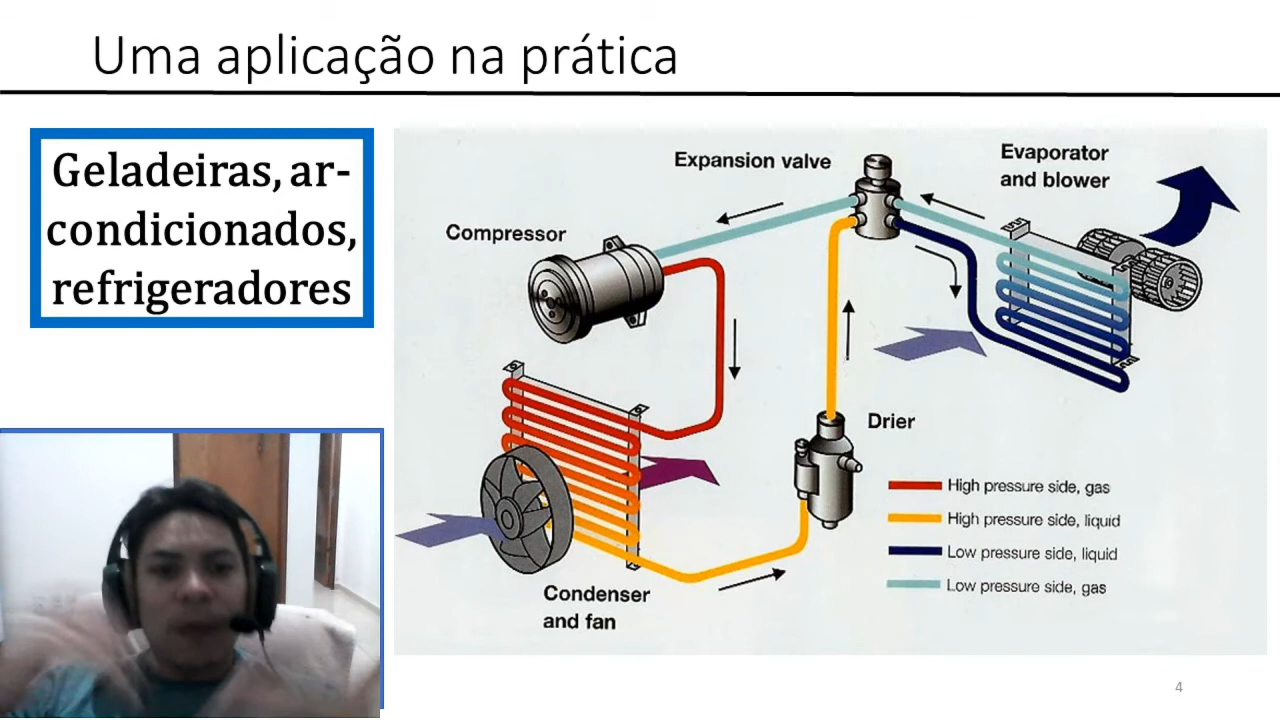 Uma aplicação na prática
Geladeiras, ar-
condicionados,
refrigeradores
Expansion valve
Evaporator
and blower
Compressor
Drier
High pressure side, gas
High pressure side, liquid
Low pressure side, liquid
Low pressure side, gas
Condenser
and fan
4